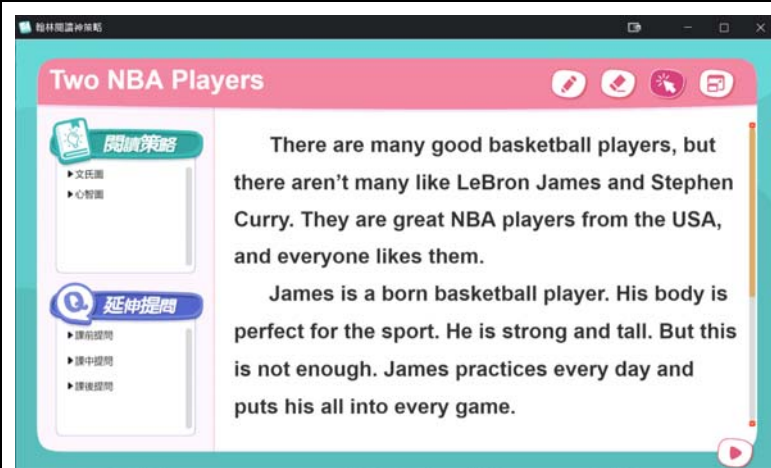 翰林閱讀神策略
Two NBA Players
閱讀策略
▶文氏圖
▶心智圖
延伸提問
▶課前提問
▶課中提問
▶課後提問
There are many good basketball players, but
there aren’t many like LeBron James and Stephen
Curry. They are great NBA players from the USA,
and everyone likes them.
James is a born basketball player. His body is
perfect for the sport. He is strong and tall. But this
is not enough. James practices every day and
puts his all into every game.